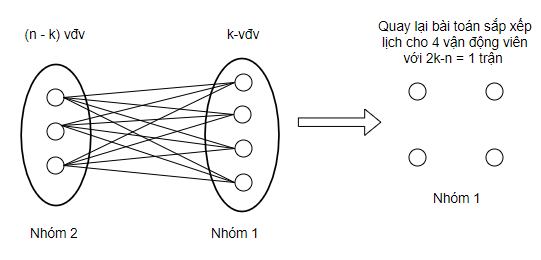 (n - k) vđv
k-vđv
Quay lại bài toán sắp xếp
lịch cho 4 vận động viên
với 2k-n = 1 trận
Nhóm 2
Nhóm 1
Nhóm 1